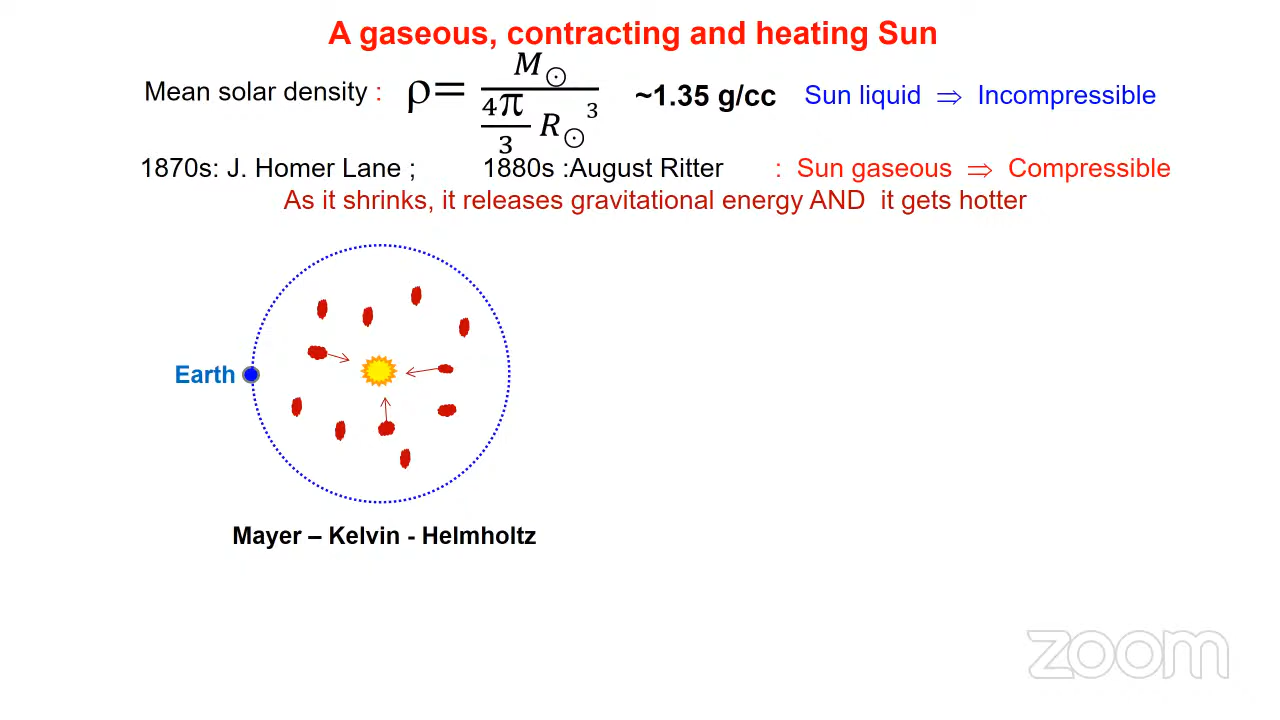 A gaseous, contracting and heating Sun
Mean solar density : ρ= M⊙ / (4π/3 R⊙³) ~1.35 g/cc Sun liquid ⇒ Incompressible
1870s: J. Homer Lane ; 1880s :August Ritter : Sun gaseous ⇒ Compressible
As it shrinks, it releases gravitational energy AND it gets hotter
Earth
Mayer – Kelvin - Helmholtz
zoom